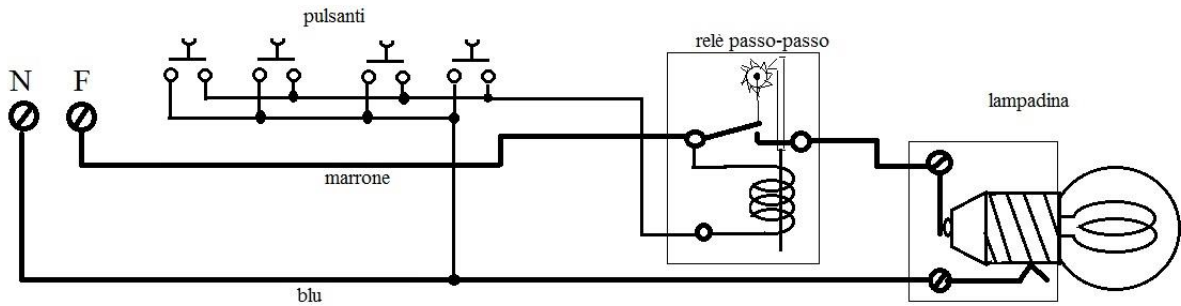 pulsanti
relè passo-passo
N F
lampadina
marrone
blu